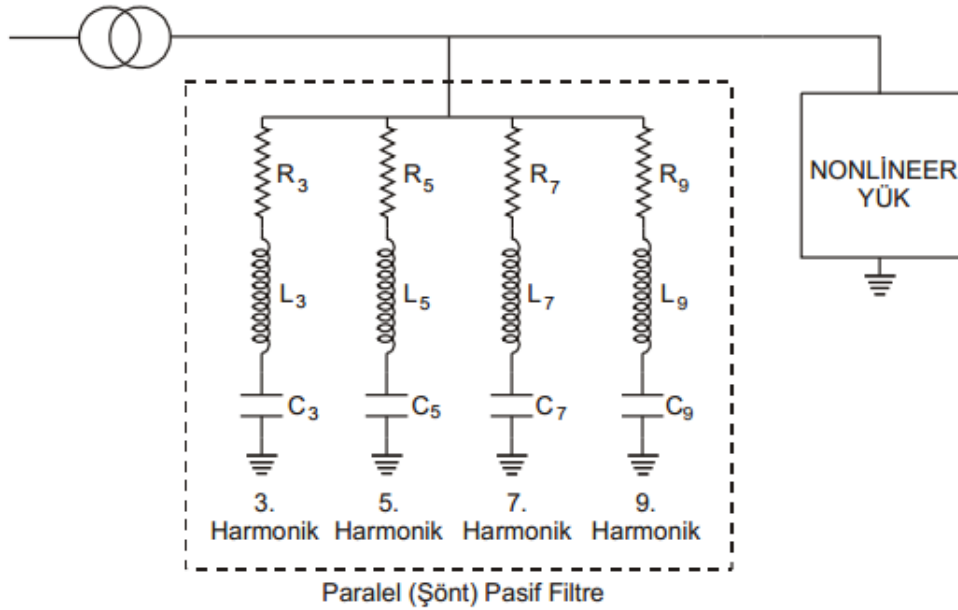 R3 R5 R7 R9
NONLİNEER
YÜK
L3 L5 L7 L9
C3 C5 C7 C9
3. 5. 7. 9.
Harmonik Harmonik Harmonik Harmonik
Paralel (Şönt) Pasif Filtre